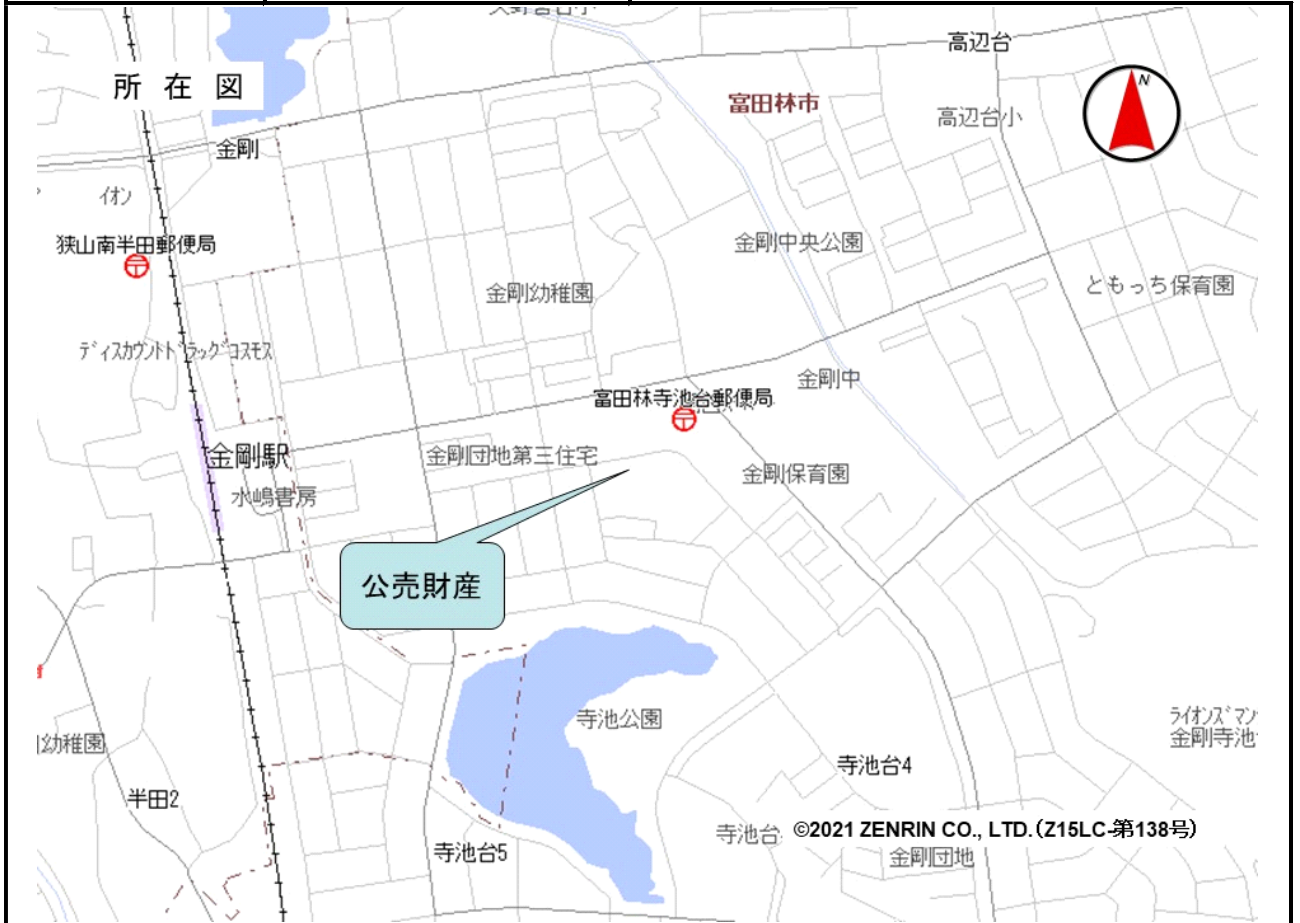 高辺台
所在図
富田林市
N
高辺台小
金剛
イオン
狭山南半田郵便局
金剛中央公園
ともっち保育園
金剛幼稚園
ディスカウントドラッグコスモス
金剛中
富田林寺池台郵便局
金剛駅
金剛団地第三住宅
金剛保育園
水嶋書房
公売財産
寺池公園
ライオンズマン
金剛寺池
幼稚園
寺池台4
半田2
寺池台
©2021 ZENRIN CO., LTD.(Z15LC-第138号)
寺池台5
金剛団地